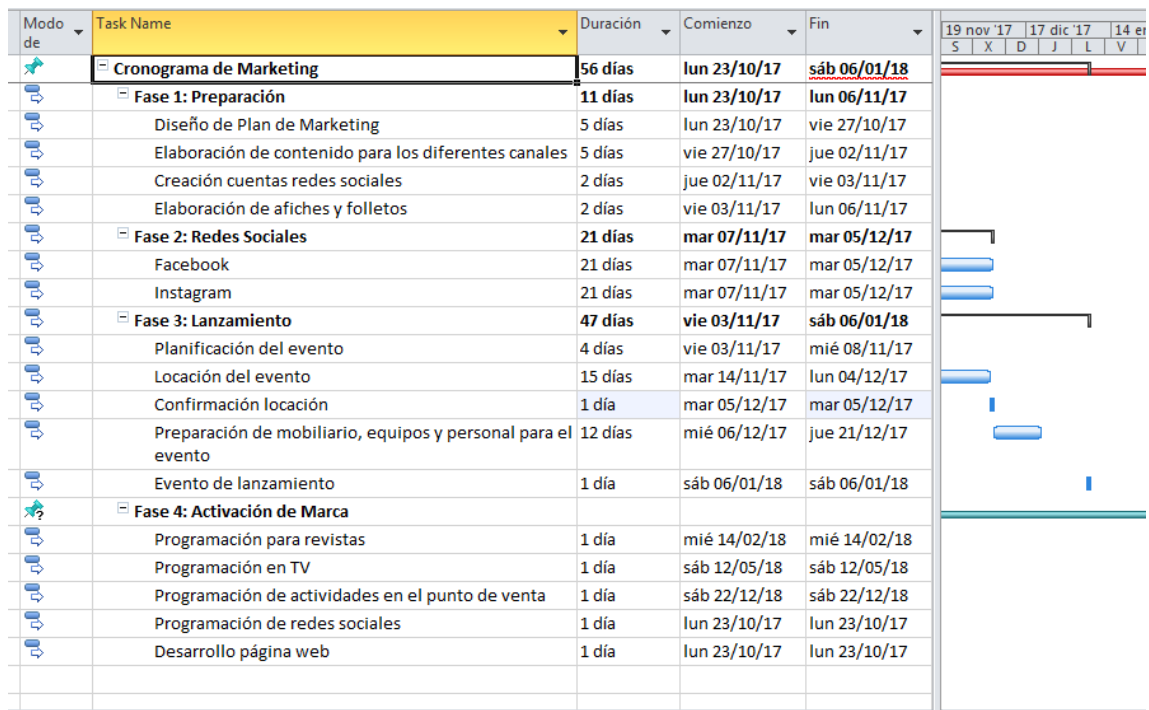 Modo de Task Name Duración Comienzo Fin 19 nov '17 17 dic '17 14 en
S X D J L V
Cronograma de Marketing 56 días lun 23/10/17 sáb 06/01/18
Fase 1: Preparación 11 días lun 23/10/17 lun 06/11/17
Diseño de Plan de Marketing 5 días lun 23/10/17 vie 27/10/17
Elaboración de contenido para los diferentes canales 5 días vie 27/10/17 jue 02/11/17
Creación cuentas redes sociales 2 días jue 02/11/17 vie 03/11/17
Elaboración de afiches y folletos 2 días vie 03/11/17 lun 06/11/17
Fase 2: Redes Sociales 21 días mar 07/11/17 mar 05/12/17
Facebook 21 días mar 07/11/17 mar 05/12/17
Instagram 21 días mar 07/11/17 mar 05/12/17
Fase 3: Lanzamiento 47 días vie 03/11/17 sáb 06/01/18
Planificación del evento 4 días vie 03/11/17 mié 08/11/17
Locación del evento 15 días mar 14/11/17 lun 04/12/17
Confirmación locación 1 día mar 05/12/17 mar 05/12/17
Preparación de mobiliario, equipos y personal para el 12 días mié 06/12/17 jue 21/12/17
evento
Evento de lanzamiento 1 día sáb 06/01/18 sáb 06/01/18
Fase 4: Activación de Marca
Programación para revistas 1 día mié 14/02/18 mié 14/02/18
Programación en TV 1 día sáb 12/05/18 sáb 12/05/18
Programación de actividades en el punto de venta 1 día sáb 22/12/18 sáb 22/12/18
Programación de redes sociales 1 día lun 23/10/17 lun 23/10/17
Desarrollo página web 1 día lun 23/10/17 lun 23/10/17